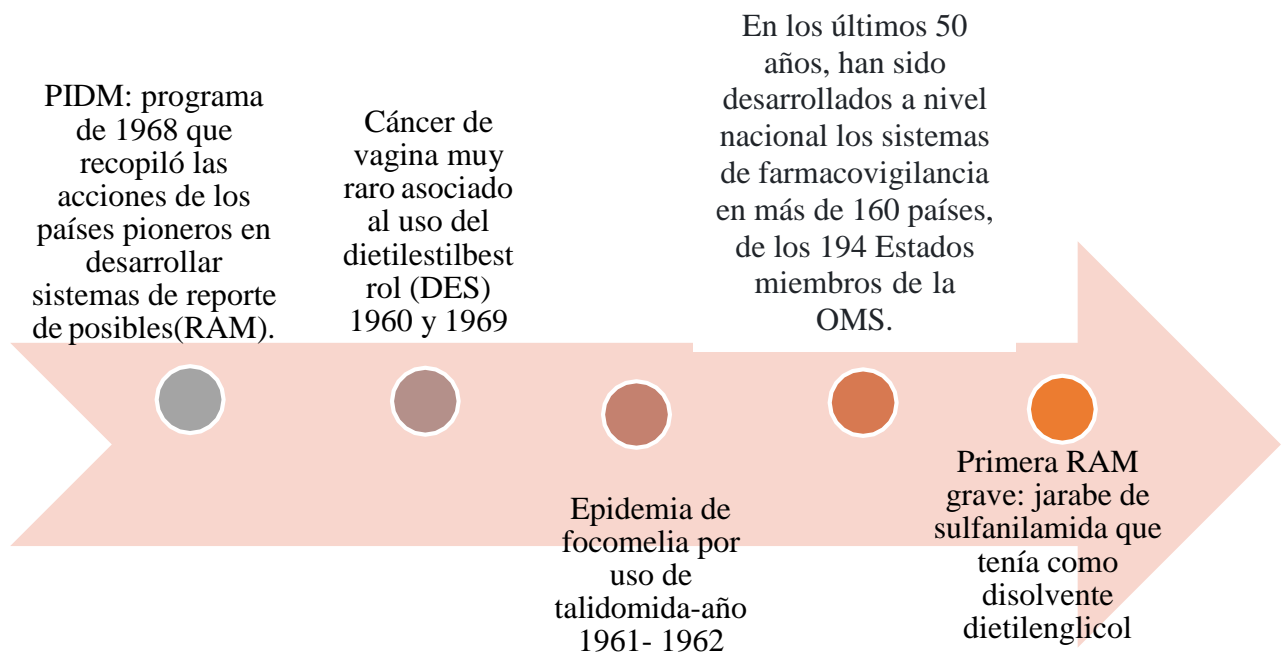 PIDM: programa
de 1968 que
recopiló las
acciones de los
países pioneros en
desarrollar
sistemas de reporte
de posibles(RAM).
Cáncer de
vagina muy
raro asociado
al uso del
dietilestilbest
rol (DES)
1960 y 1969
Epidemia de
focomelia por
uso de
talidomida-año
1961- 1962
En los últimos 50
años, han sido
desarrollados a nivel
nacional los sistemas
de farmacovigilancia
en más de 160 países,
de los 194 Estados
miembros de la
OMS.
Primera RAM
grave: jarabe de
sulfanilamida que
tenía como
disolvente
dietilenglicol